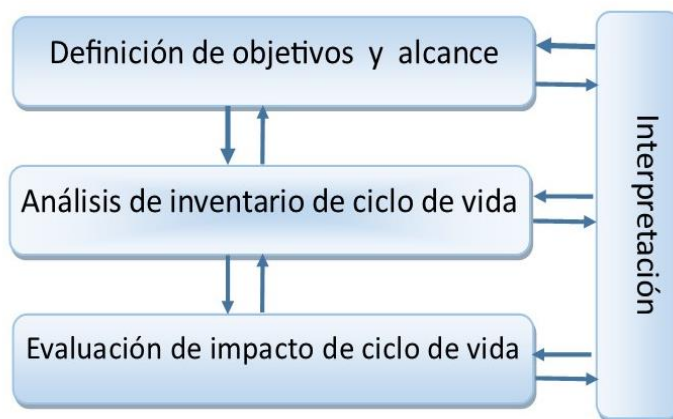 Definición de objetivos y alcance
Análisis de inventario de ciclo de vida
Evaluación de impacto de ciclo de vida
Interpretación